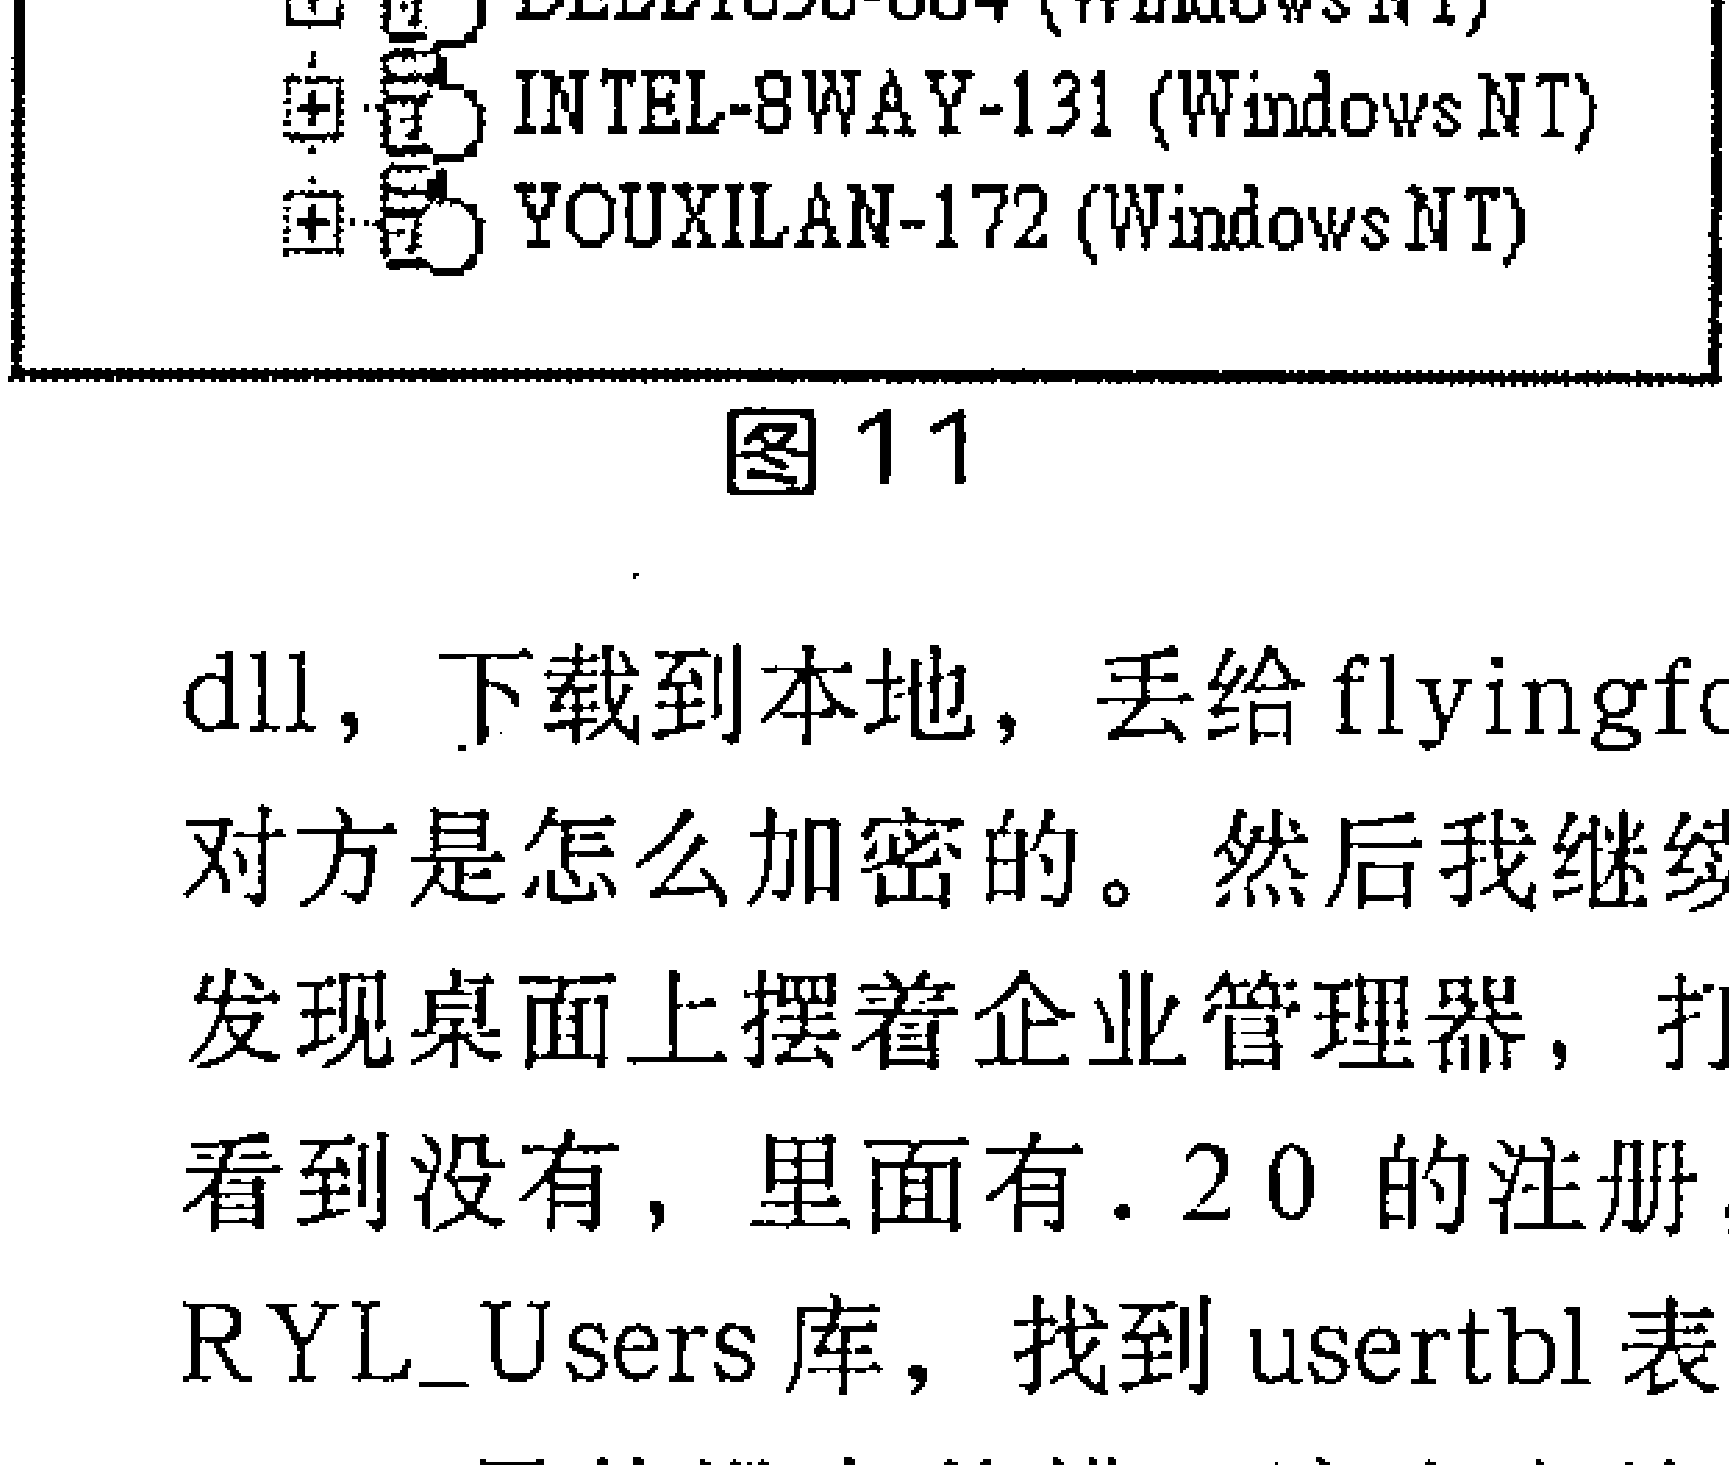 INTEL-8WAY-131 (Windows NT)
YOUXILAN-172 (Windows NT)
图 11
dll，下载到本地，丢给flyingfo
对方是怎么加密的。然后我继续
发现桌面上摆着企业管理器，打
看到没有，里面有.20 的注册
RYL_Users库，找到usertbl表